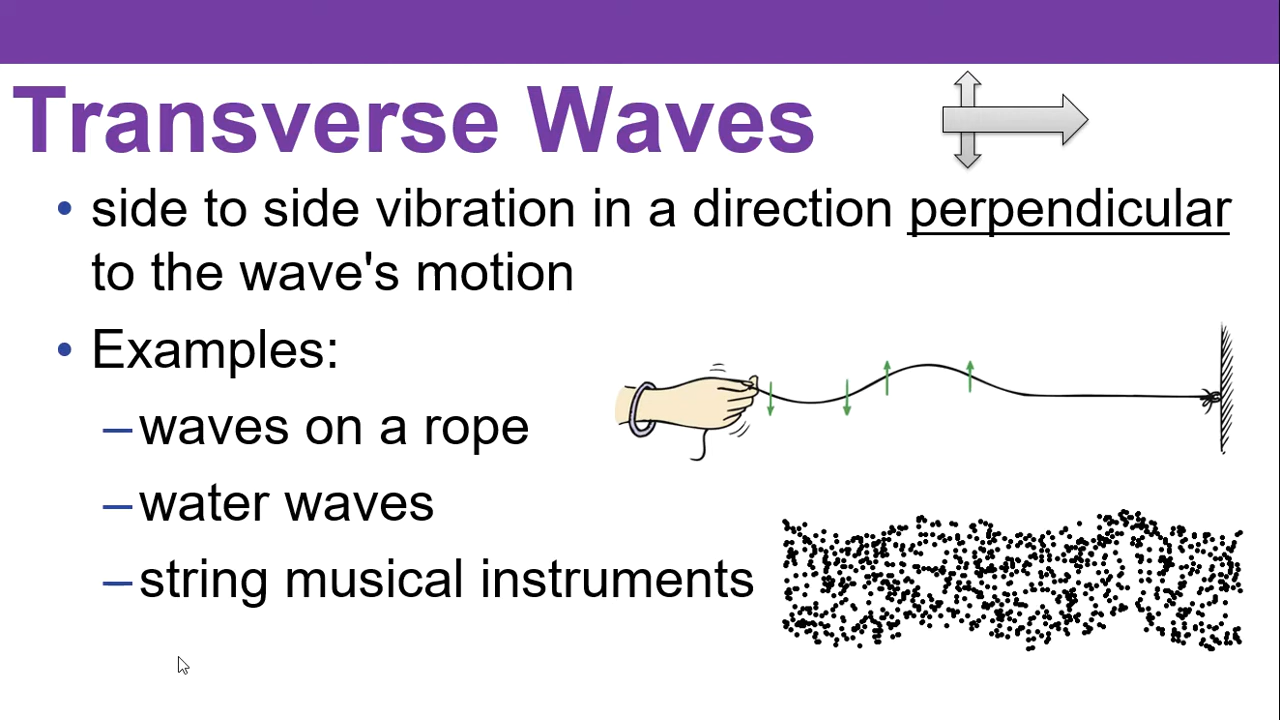 Transverse Waves
• side to side vibration in a direction perpendicular
to the wave's motion
• Examples:
–waves on a rope
–water waves
–string musical instruments